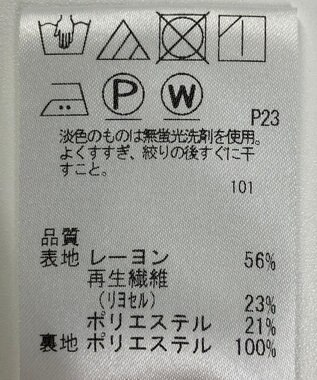 P W
P23
淡色のものは無蛍光洗剤を使用。
よくすすぎ、絞りの後すぐに干
すこと。
101
品質
表地 レーヨン 56%
再生繊維
(リヨセル) 23%
ポリエステル 21%
裏地 ポリエステル 100%